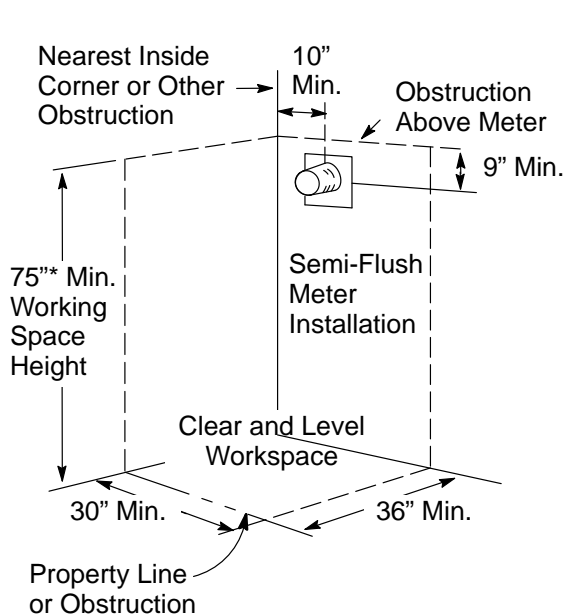 Nearest Inside
Corner or Other
Obstruction
10”
Min.
Obstruction
Above Meter
9” Min.
75”* Min.
Working
Space
Height
Semi-Flush
Meter
Installation
Clear and Level
Workspace
30” Min.
36” Min.
Property Line
or Obstruction